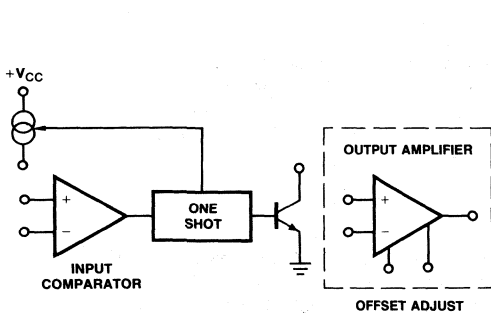 +VCC
OUTPUT AMPLIFIER
+
−
ONE
SHOT
+
−
INPUT
COMPARATOR
OFFSET ADJUST